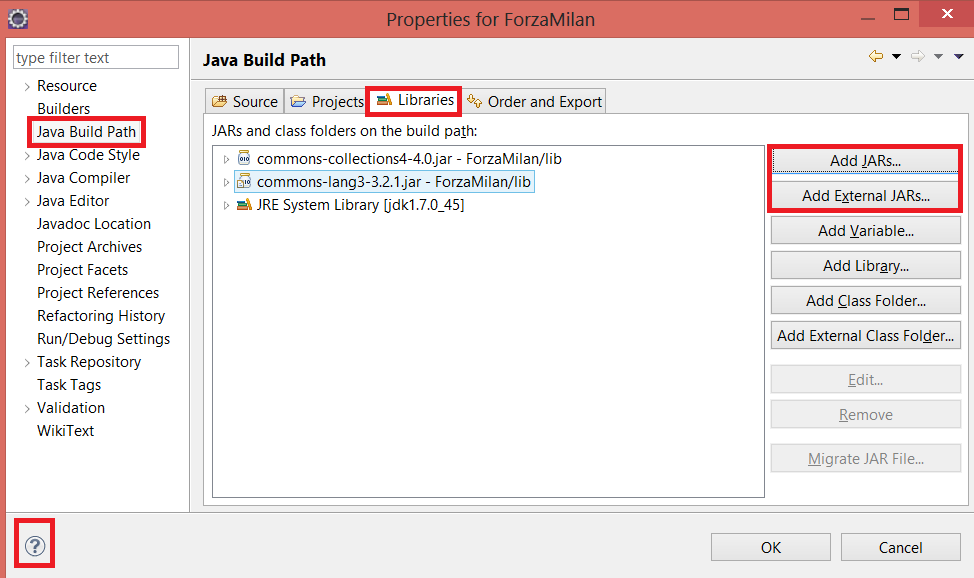 Properties for ForzaMilan
type filter text
Resource
Builders
Java Build Path
Java Code Style
Java Compiler
Java Editor
Javadoc Location
Project Archives
Project Facets
Project References
Refactoring History
Run/Debug Settings
Task Repository
Task Tags
Validation
WikiText
Java Build Path
Source Projects Libraries Order and Export
JARs and class folders on the build path:
commons-collections4-4.0.jar - ForzaMilan/lib
commons-lang3-3.2.1.jar - ForzaMilan/lib
JRE System Library [jdk1.7.0_45]
Add JARs...
Add External JARs...
Add Variable...
Add Library...
Add Class Folder...
Add External Class Folder...
Edit...
Remove
Migrate JAR File...
?
OK Cancel